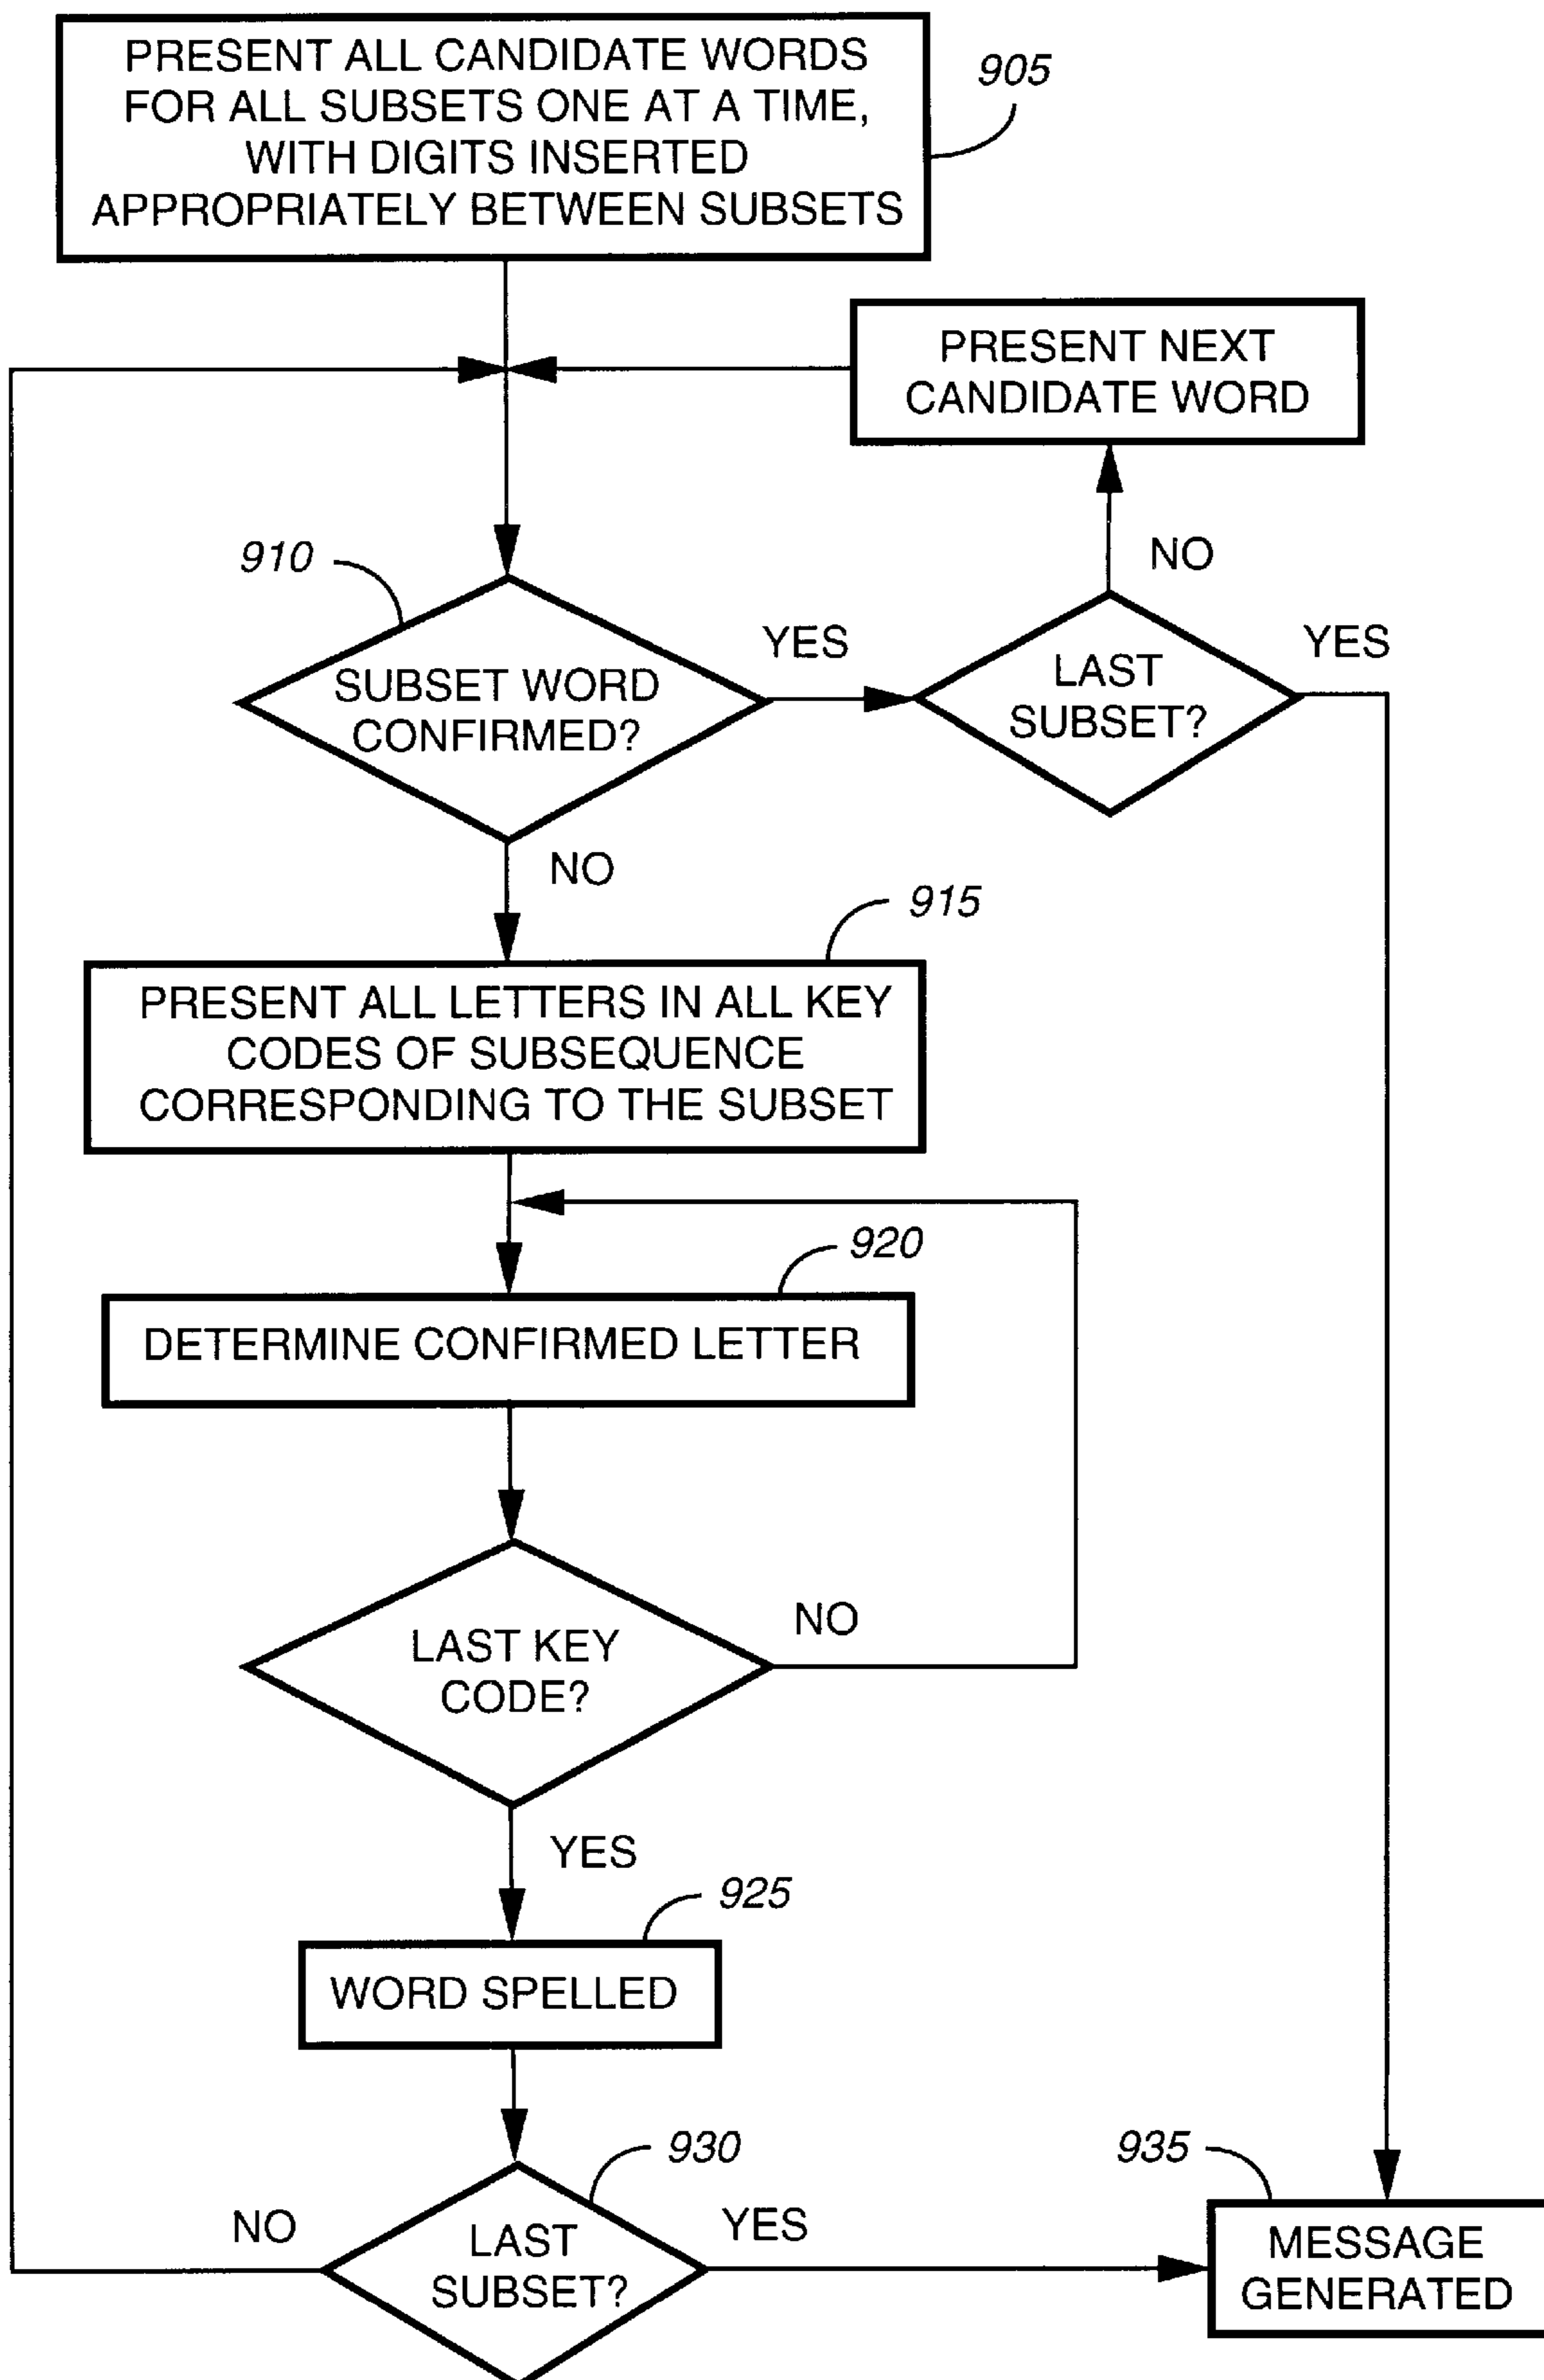 PRESENT ALL CANDIDATE WORDS
FOR ALL SUBSETS ONE AT A TIME,
WITH DIGITS INSERTED
APPROPRIATELY BETWEEN SUBSETS
905
PRESENT NEXT
CANDIDATE WORD
NO
910
SUBSET WORD
CONFIRMED?
YES
LAST
SUBSET?
YES
NO
915
PRESENT ALL LETTERS IN ALL KEY
CODES OF SUBSEQUENCE
CORRESPONDING TO THE SUBSET
920
DETERMINE CONFIRMED LETTER
LAST KEY
CODE?
NO
YES
925
WORD SPELLED
930
NO
LAST
SUBSET?
YES
935
MESSAGE
GENERATED